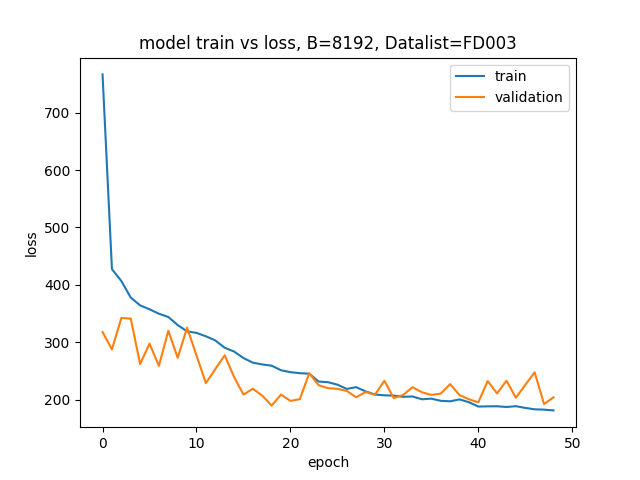 model train vs loss, B=8192, Datalist=FD003
train
validation
loss
700
600
500
400
300
200
0 10 20 30 40 50
epoch